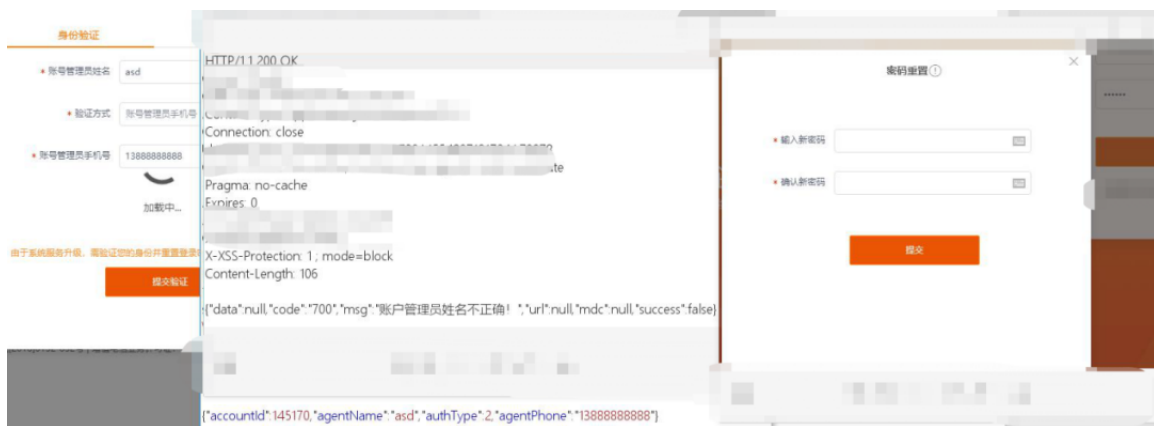 身份验证
* 账号管理员姓名 asd
* 验证方式 账号管理员手机号
* 账号管理员手机号 13888888888
加载中...
由于系统服务升级，需验证您的身份并重置登录
提交验证
HTTP/1.1 200 OK
Connection: close
Pragma: no-cache
Expires: 0
X-XSS-Protection: 1 ; mode=block
Content-Length: 106
{"data":null,"code":"700","msg":"账户管理员姓名不正确！","url":null,"mdc":null,"success":false}
{"accountId":145170,"agentName":"asd","authType":2,"agentPhone":"13888888888"}
密码重置
* 输入新密码
* 确认新密码
提交